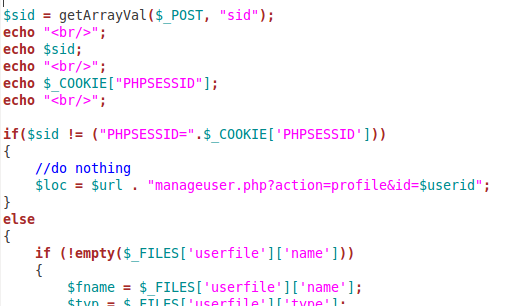 $sid = getArrayVal($_POST, "sid");
echo "<br/>";
echo $sid;
echo "<br/>";
echo $_COOKIE["PHPSESSID"];
echo "<br/>";
if($sid != ("PHPSESSID=".$_COOKIE['PHPSESSID']))
{
//do nothing
$loc = $url . "manageuser.php?action=profile&id=$userid";
}
else
{
if (!empty($_FILES['userfile']['name']))
{
$fname = $_FILES['userfile']['name'];
$typ = $_FILES['userfile']['type'];